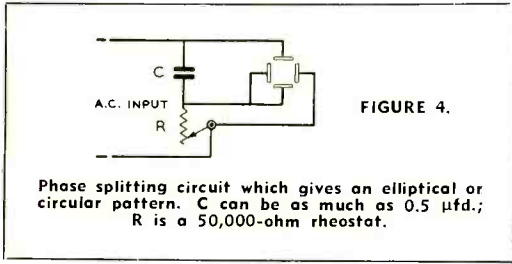 C
A.C. INPUT
R
FIGURE 4.
Phase splitting circuit which gives an elliptical or
circular pattern. C can be as much as 0.5 μfd.;
R is a 50,000-ohm rheostat.